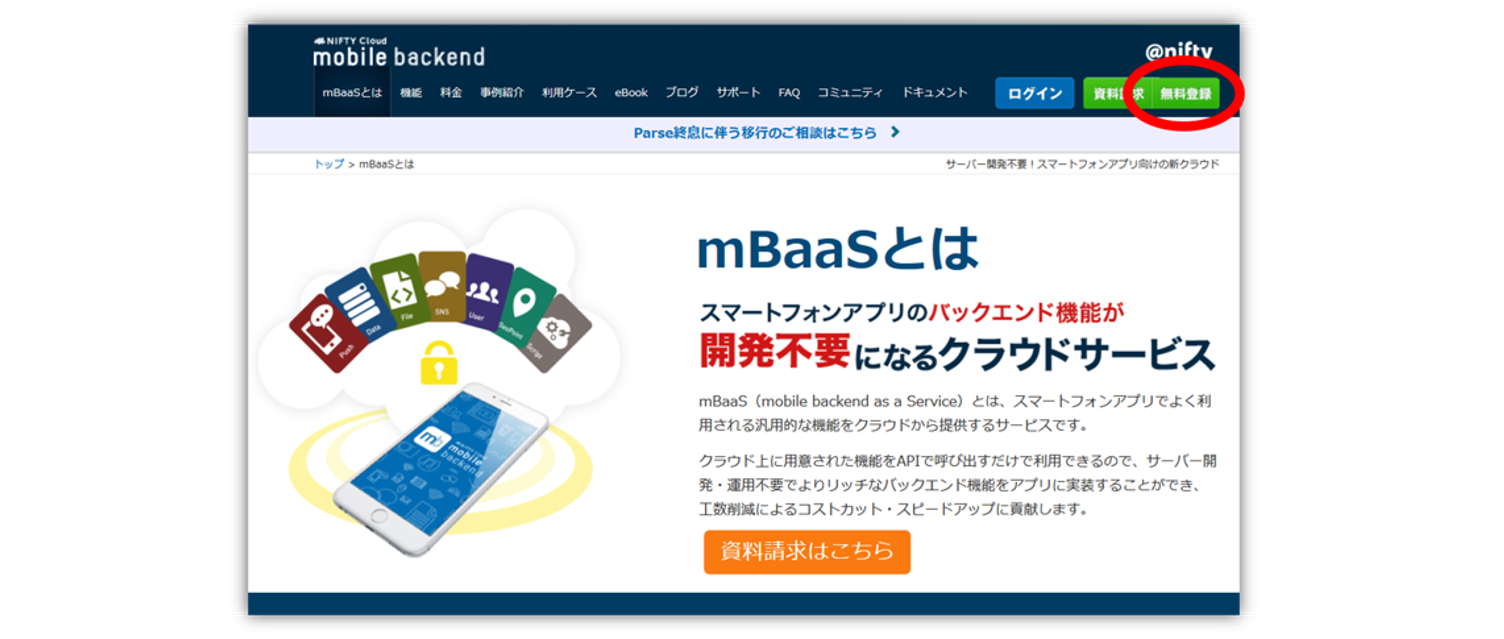 NIFTY Cloud
mobile backend
@nifty
mBaaSとは 機能 料金 事例紹介 利用ケース eBook ブログ サポート FAQ コミュニティ ドキュメント ログイン 資料請求 無料登録
Parse終息に伴う移行のご相談はこちら
トップ > mBaaSとは
サーバー開発不要！スマートフォンアプリ向けの新クラウド
Push
Data
File
SNS
User
GeoPoint
Script
mb
mobile
backend
mBaaSとは
スマートフォンアプリのバックエンド機能が
開発不要になるクラウドサービス
mBaaS（mobile backend as a Service）とは、スマートフォンアプリでよく利
用される汎用的な機能をクラウドから提供するサービスです。
クラウド上に用意された機能をAPIで呼び出すだけで利用できるので、サーバー開
発・運用不要でよりリッチなバックエンド機能をアプリに実装することができ、
工数削減によるコストカット・スピードアップに貢献します。
資料請求はこちら